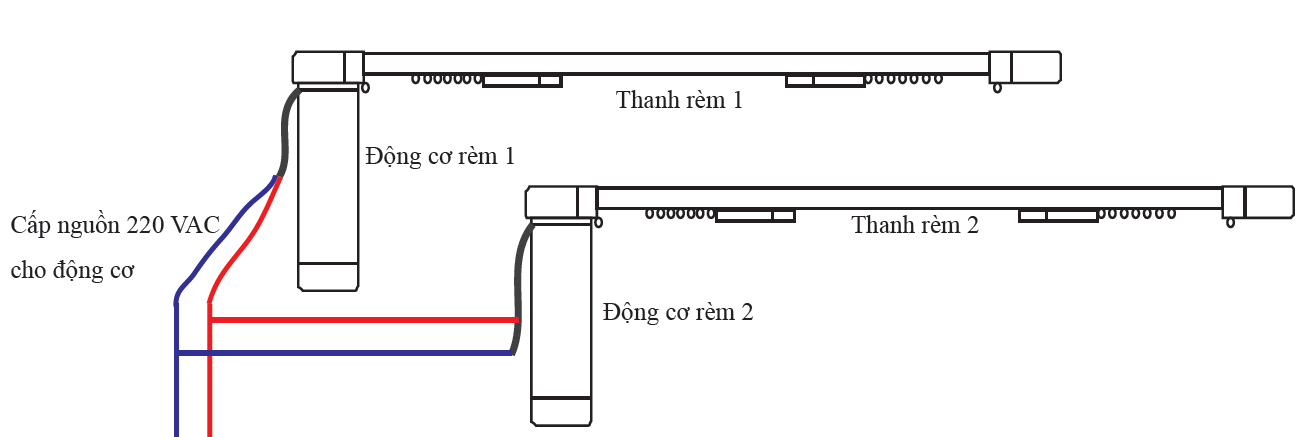 Thanh rèm 1
Động cơ rèm 1
Cấp nguồn 220 VAC
cho động cơ
Thanh rèm 2
Động cơ rèm 2